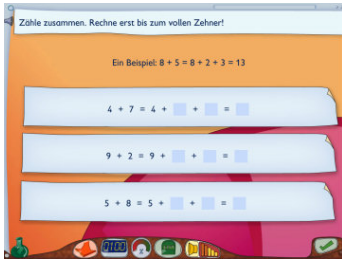 Zähle zusammen. Rechne erst bis zum vollen Zehner!
Ein Beispiel: 8 + 5 = 8 + 2 + 3 = 13
4 + 7 = 4 + + =
9 + 2 = 9 + + =
5 + 8 = 5 + + =